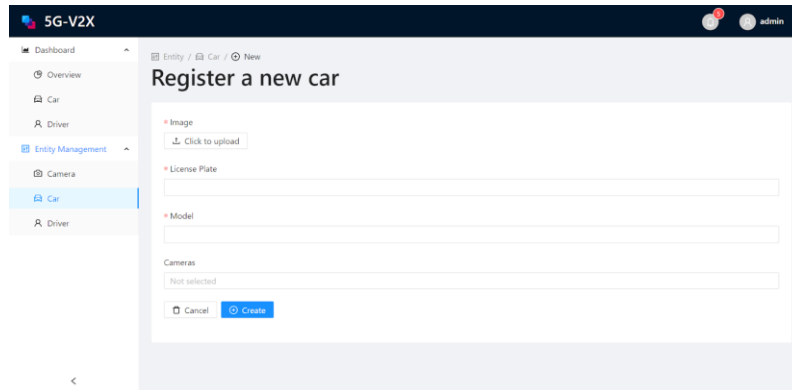 5G-V2X
5
admin
Dashboard
Overview
Car
Driver
Entity Management
Camera
Car
Driver
Entity / Car / New
Register a new car
* Image
Click to upload
* License Plate
* Model
Cameras
Not selected
Cancel
Create